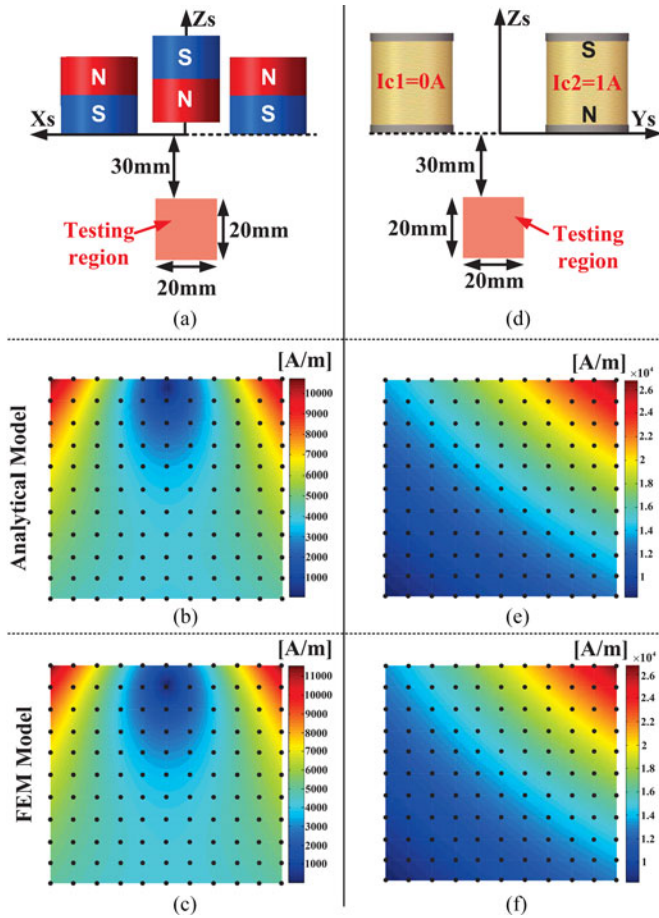 Zs
S
N
N
N
S
S
Xs
30mm
Testing
region
20mm
20mm
(a)
Zs
Ic1=0A
S
Ic2=1A
N
Ys
30mm
20mm
Testing
region
20mm
(d)
Analytical Model
[A/m]
10000
9000
8000
7000
6000
5000
4000
3000
2000
1000
(b)
[A/m]
×10⁴
2.6
2.4
2.2
2
1.8
1.6
1.4
1.2
1
(e)
FEM Model
[A/m]
11000
10000
9000
8000
7000
6000
5000
4000
3000
2000
1000
(c)
[A/m]
×10⁴
2.6
2.4
2.2
2
1.8
1.6
1.4
1.2
1
(f)